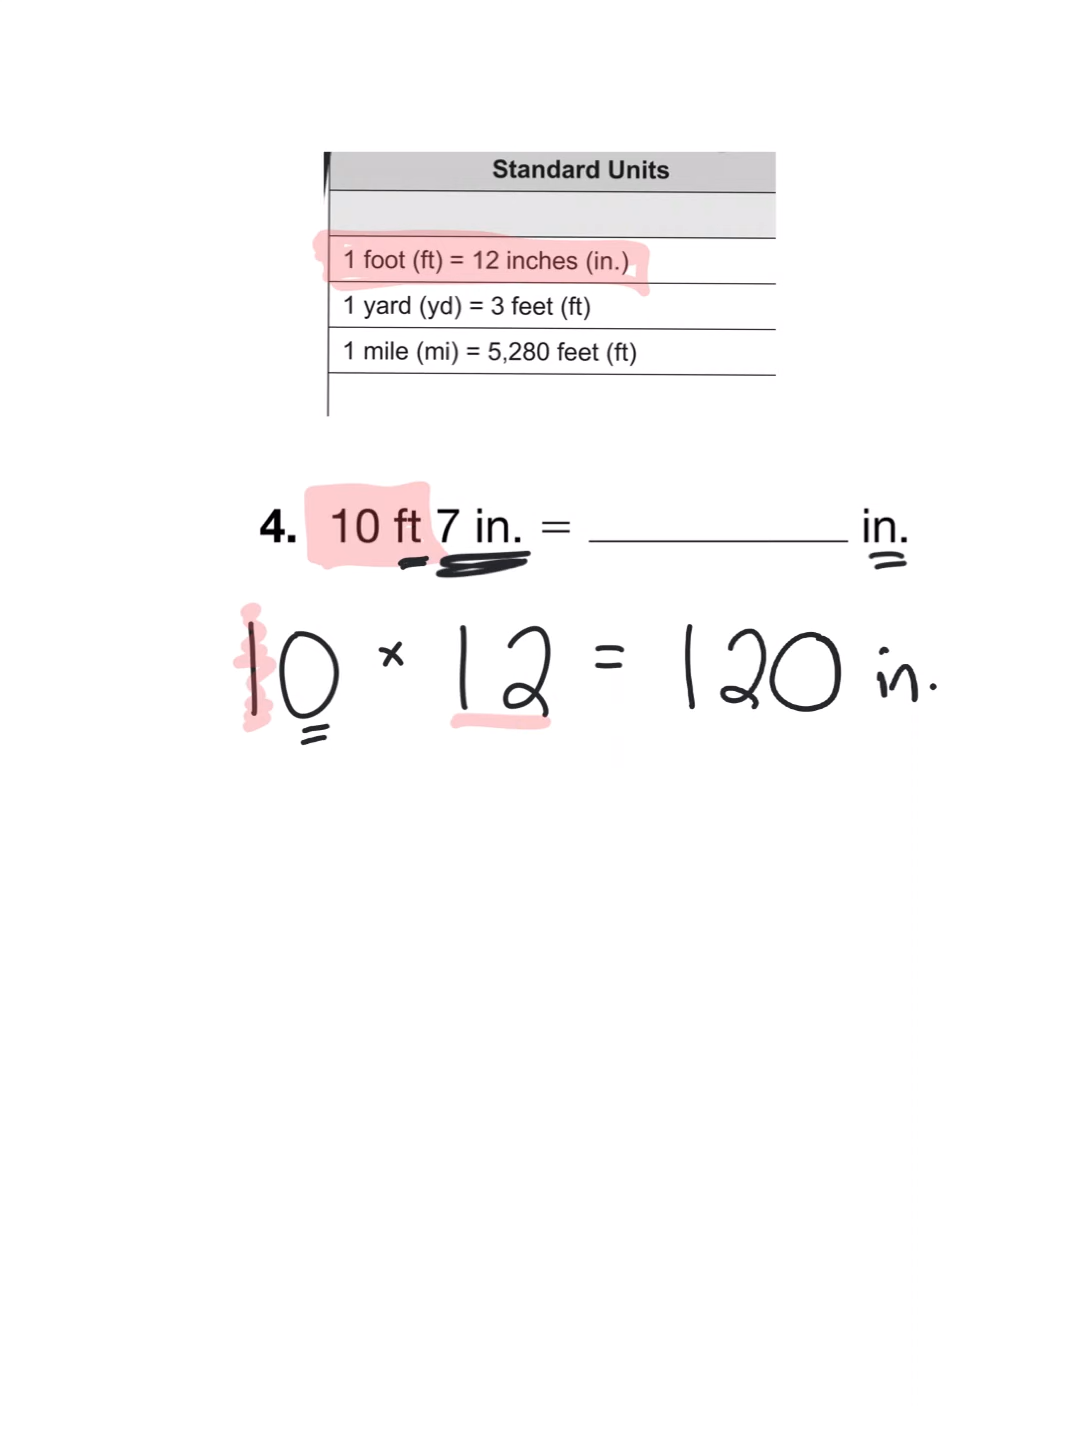 Standard Units
1 foot (ft) = 12 inches (in.)
1 yard (yd) = 3 feet (ft)
1 mile (mi) = 5,280 feet (ft)
4. 10 ft 7 in. = __________ in.
10 × 12 = 120 in.